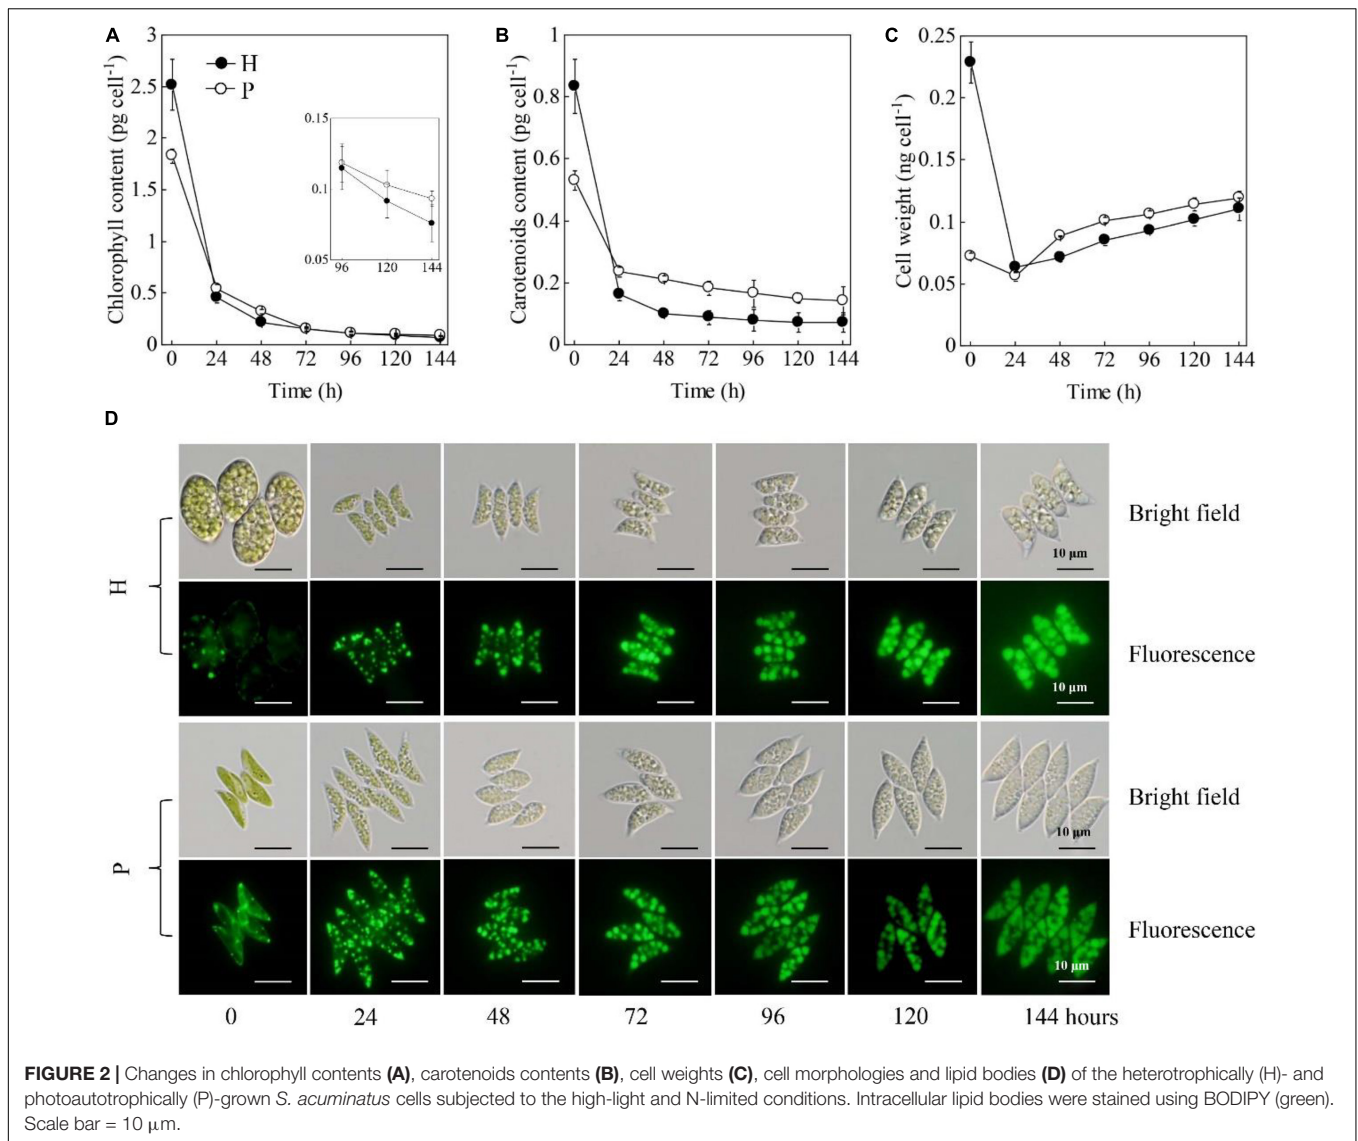 A
B
C
Chlorophyll content (pg cell-1)
3
2.5
2
1.5
1
0.5
0
H
P
0.15
0.1
0.05
96 120 144
0 24 48 72 96 120 144
Time (h)
Carotenoids content (pg cell-1)
1
0.8
0.6
0.4
0.2
0
0 24 48 72 96 120 144
Time (h)
Cell weight (ng cell-1)
0.25
0.2
0.15
0.1
0.05
0
0 24 48 72 96 120 144
Time (h)
D
H
Bright field
10 μm
Fluorescence
10 μm
P
Bright field
10 μm
Fluorescence
10 μm
0 24 48 72 96 120 144 hours
FIGURE 2 | Changes in chlorophyll contents (A), carotenoids contents (B), cell weights (C), cell morphologies and lipid bodies (D) of the heterotrophically (H)- and
photoautotrophically (P)-grown S. acuminatus cells subjected to the high-light and N-limited conditions. Intracellular lipid bodies were stained using BODIPY (green).
Scale bar = 10 μm.